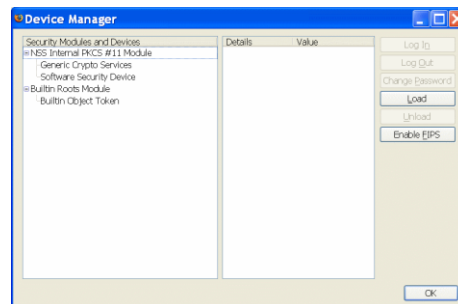 Device Manager
Security Modules and Devices
Details Value
NSS Internal PKCS #11 Module
Generic Crypto Services
Software Security Device
Builtin Roots Module
Builtin Object Token
Log In
Log Out
Change Password
Load
Unload
Enable FIPS
OK